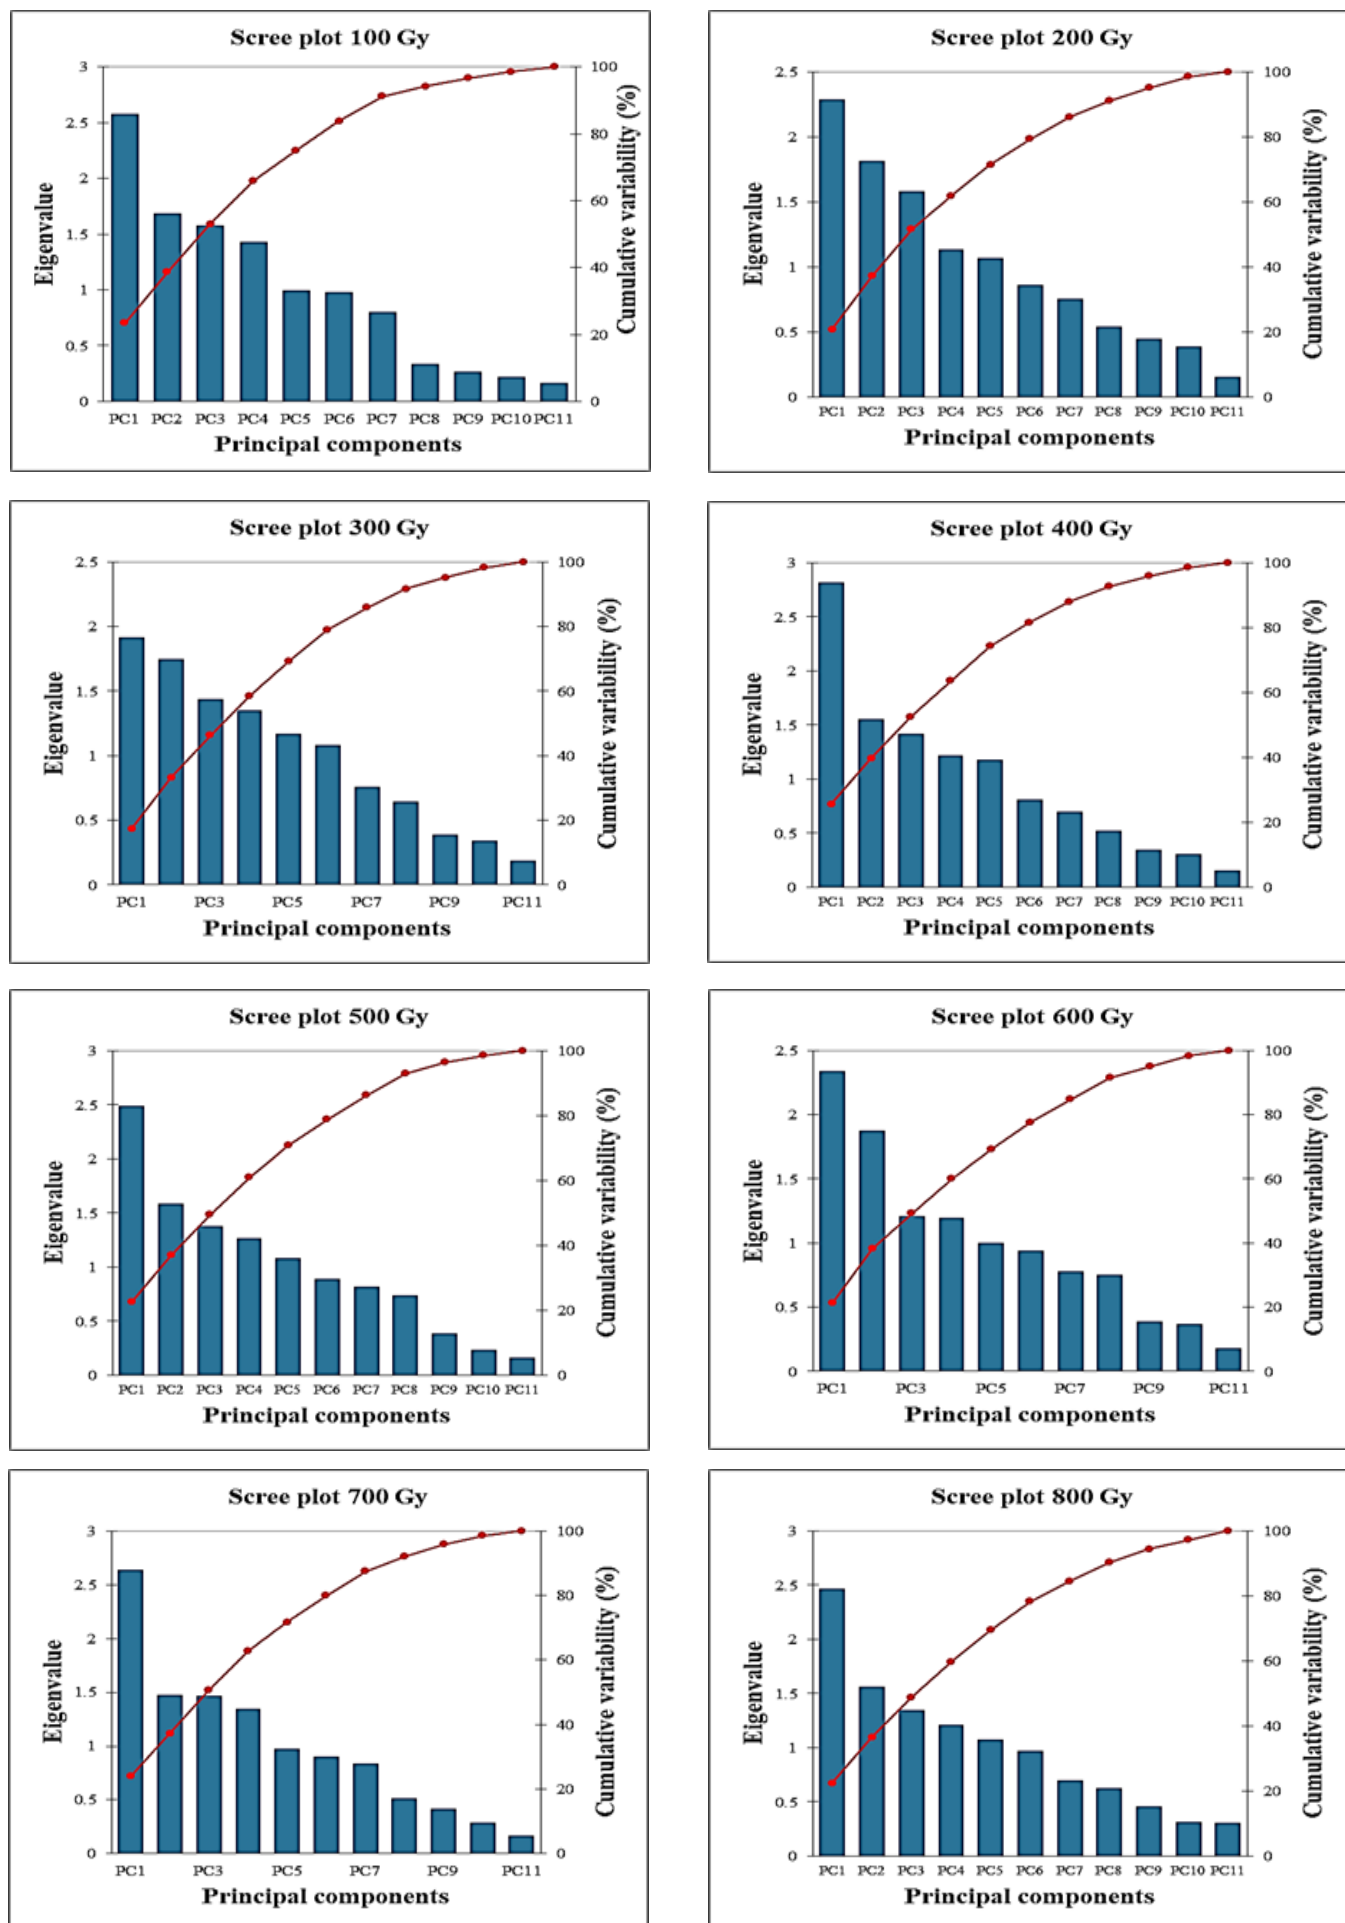 Scree plot 100 Gy
3
2.5
2
1.5
1
0.5
0
Eigenvalue
100
80
60
40
20
0
Cumulative variability (%)
PC1 PC2 PC3 PC4 PC5 PC6 PC7 PC8 PC9 PC10 PC11
Principal components
Scree plot 200 Gy
2.5
2
1.5
1
0.5
0
Eigenvalue
100
80
60
40
20
0
Cumulative variability (%)
PC1 PC2 PC3 PC4 PC5 PC6 PC7 PC8 PC9 PC10 PC11
Principal components
Scree plot 300 Gy
2.5
2
1.5
1
0.5
0
Eigenvalue
100
80
60
40
20
0
Cumulative variability (%)
PC1 PC3 PC5 PC7 PC9 PC11
Principal components
Scree plot 400 Gy
3
2.5
2
1.5
1
0.5
0
Eigenvalue
100
80
60
40
20
0
Cumulative variability (%)
PC1 PC2 PC3 PC4 PC5 PC6 PC7 PC8 PC9 PC10 PC11
Principal components
Scree plot 500 Gy
3
2.5
2
1.5
1
0.5
0
Eigenvalue
100
80
60
40
20
0
Cumulative variability (%)
PC1 PC2 PC3 PC4 PC5 PC6 PC7 PC8 PC9 PC10 PC11
Principal components
Scree plot 600 Gy
2.5
2
1.5
1
0.5
0
Eigenvalue
100
80
60
40
20
0
Cumulative variability (%)
PC1 PC3 PC5 PC7 PC9 PC11
Principal components
Scree plot 700 Gy
3
2.5
2
1.5
1
0.5
0
Eigenvalue
100
80
60
40
20
0
Cumulative variability (%)
PC1 PC3 PC5 PC7 PC9 PC11
Principal components
Scree plot 800 Gy
3
2.5
2
1.5
1
0.5
0
Eigenvalue
100
80
60
40
20
0
Cumulative variability (%)
PC1 PC2 PC3 PC4 PC5 PC6 PC7 PC8 PC9 PC10 PC11
Principal components